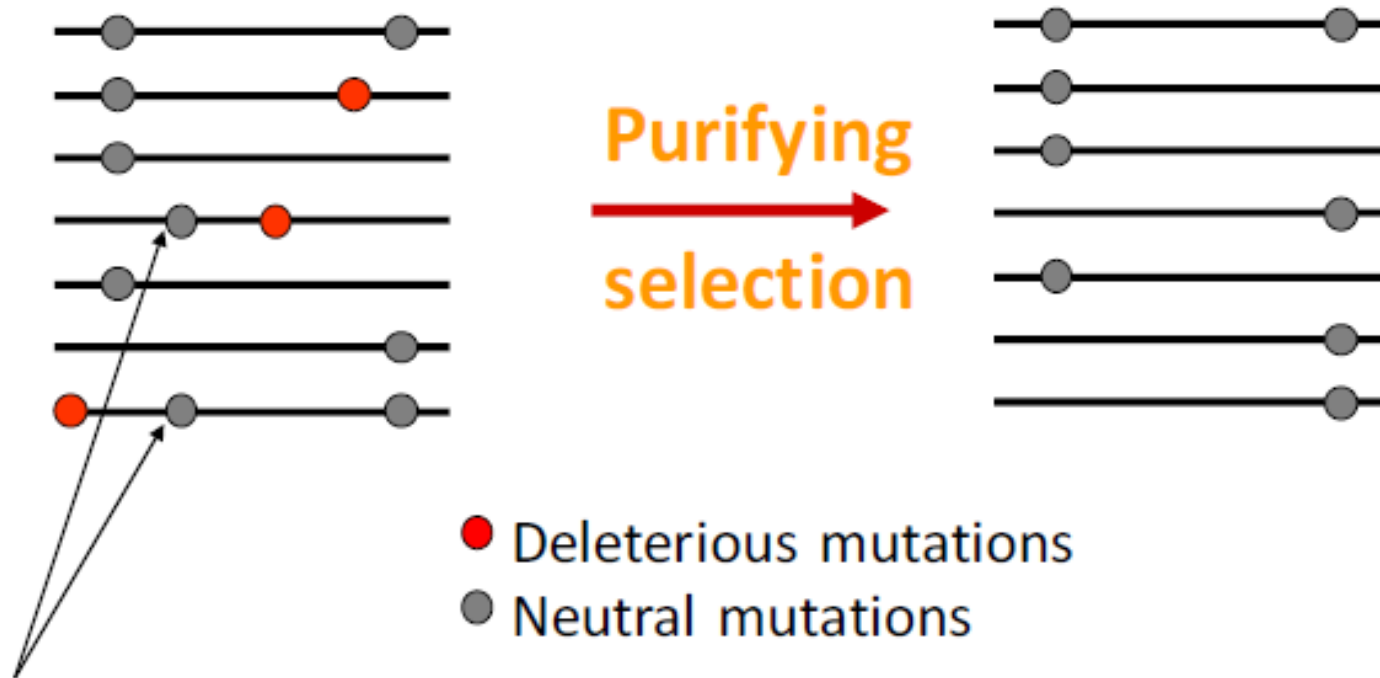 Purifying
selection
Deleterious mutations
Neutral mutations